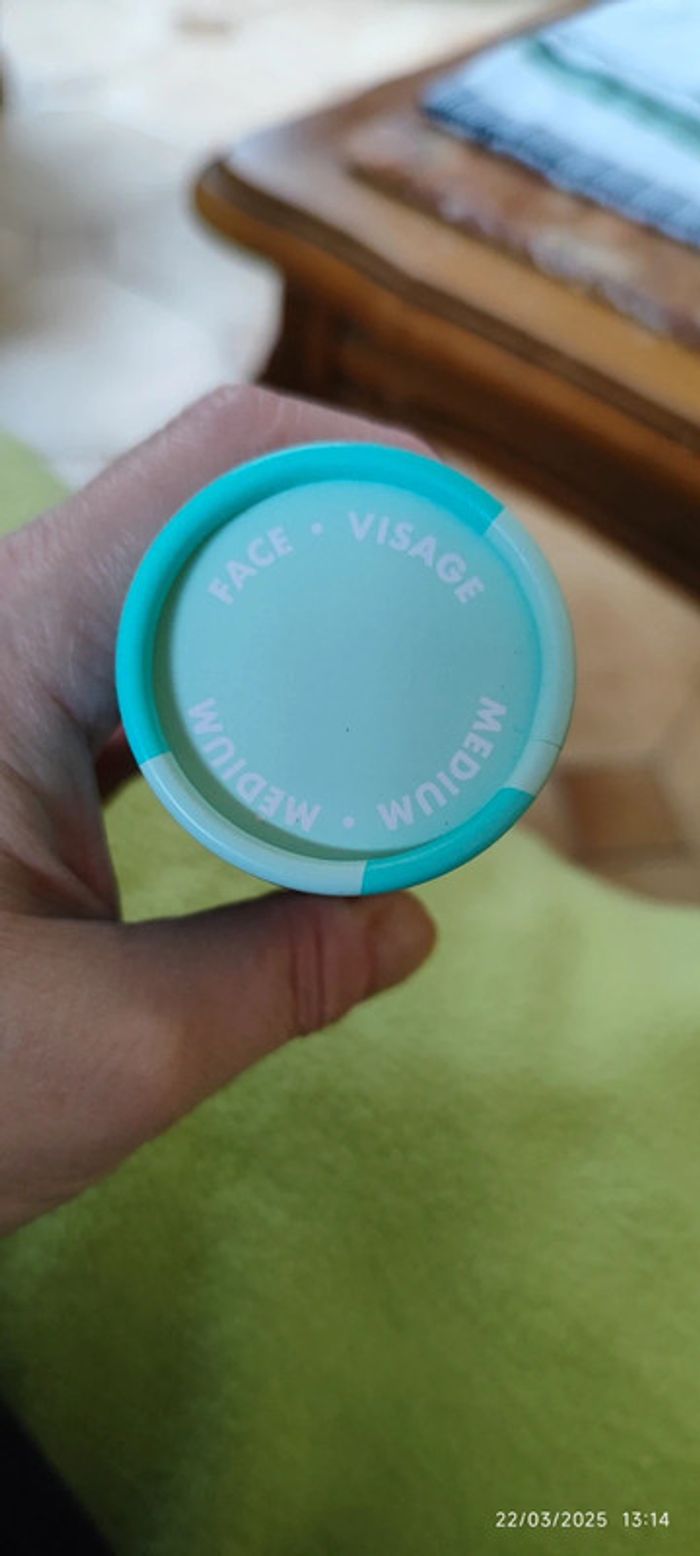 FACE • VISAGE
MEDIUM • MEDIUM
22/03/2025 13:14